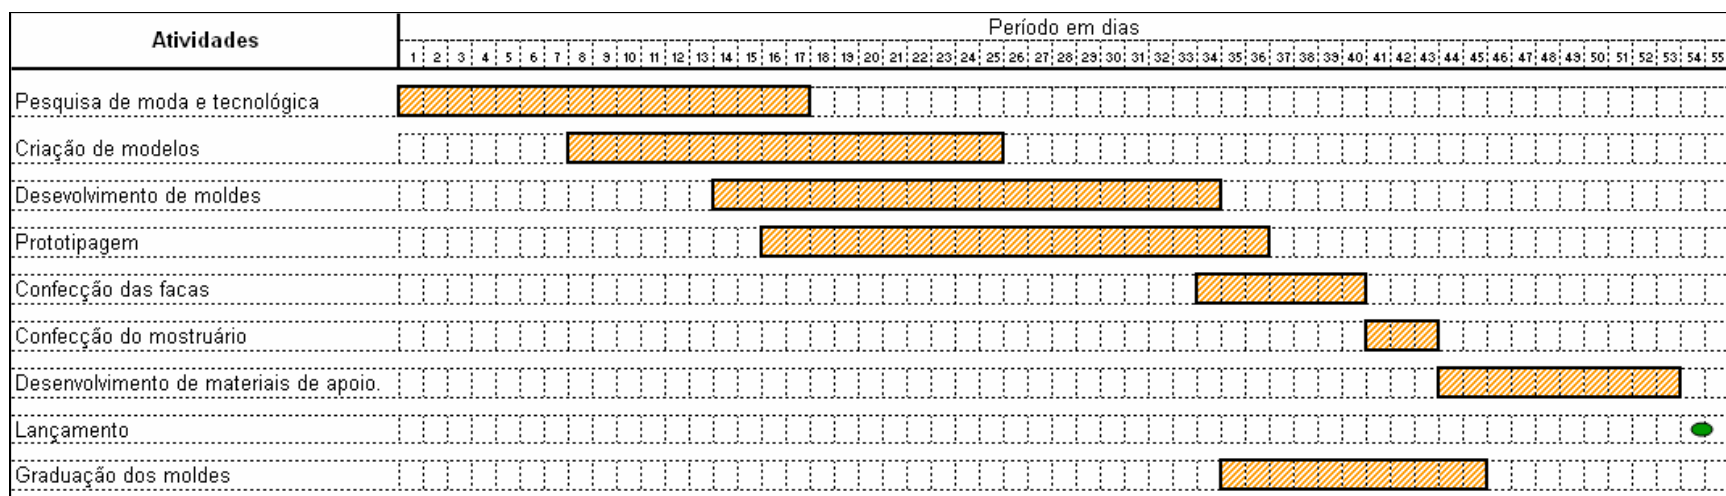 Atividades
Período em dias
1 2 3 4 5 6 7 8 9 10 11 12 13 14 15 16 17 18 19 20 21 22 23 24 25 26 27 28 29 30 31 32 33 34 35 36 37 38 39 40 41 42 43 44 45 46 47 48 49 50 51 52 53 54 55
Pesquisa de moda e tecnológica
Criação de modelos
Desevolvimento de moldes
Prototipagem
Confecção das facas
Confecção do mostruário
Desenvolvimento de materiais de apoio.
Lançamento
Graduação dos moldes